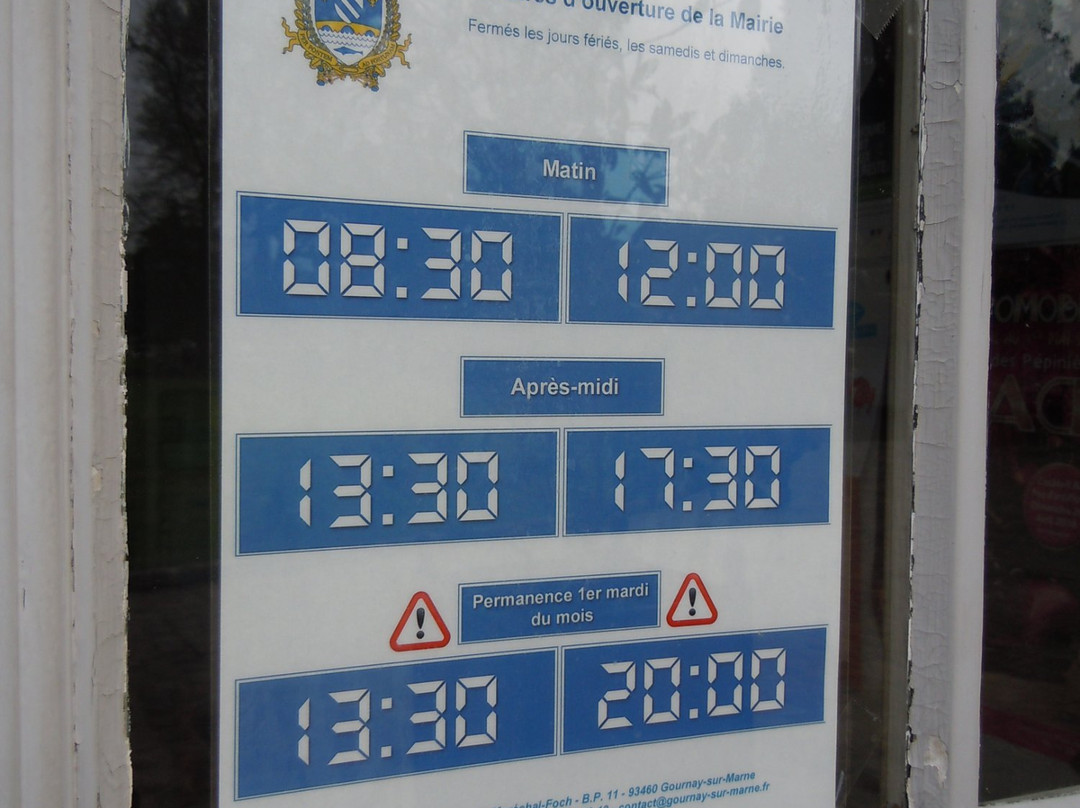 d'ouverture de la Mairie
Fermés les jours fériés, les samedis et dimanches.
Matin
08:30 12:00
Après-midi
13:30 17:30
Permanence 1er mardi
du mois
13:30 20:00
-Foch - B.P. 11 - 93460 Gournay-sur-Marne
contact@gournay-sur-marne.fr